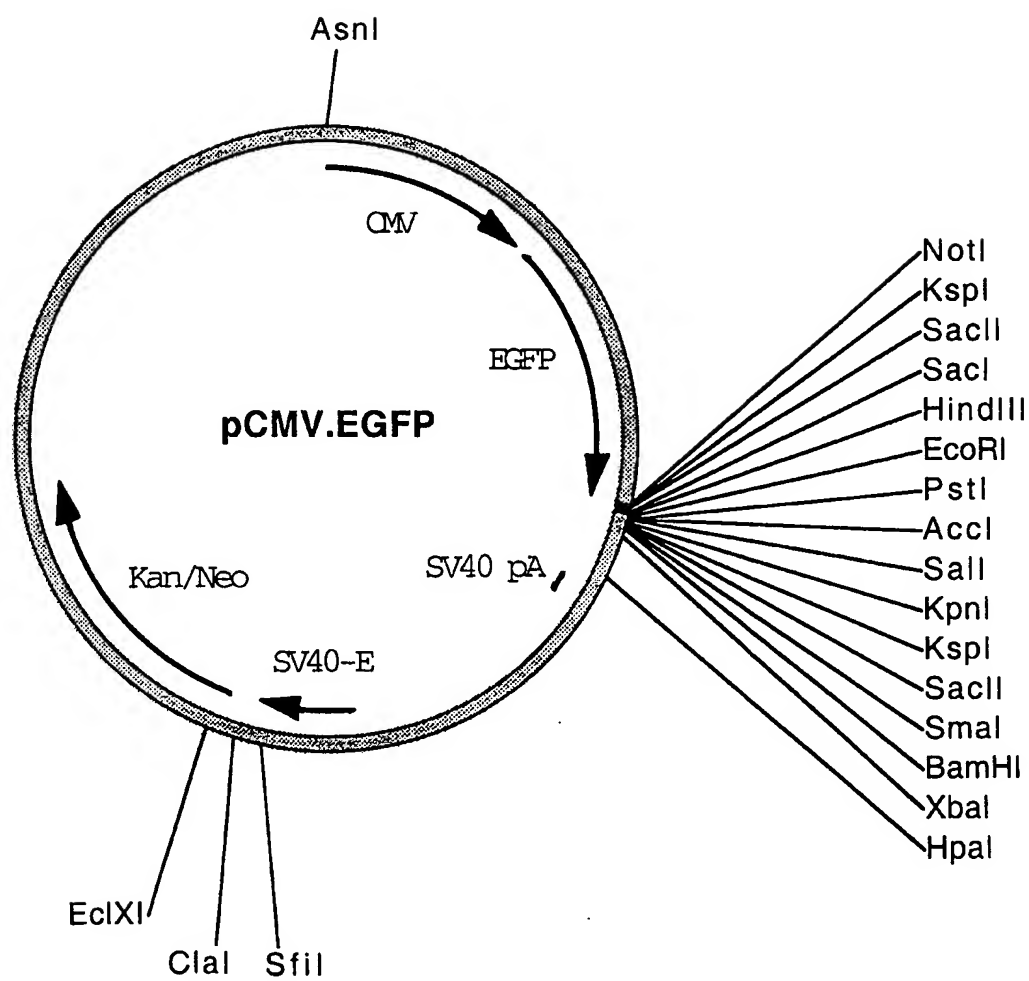 AsnI
CMV
EGFP
pCMV.EGFP
Kan/Neo
SV40 pA
SV40-E
NotI
KspI
SacII
SacI
HindIII
EcoRI
PstI
AccI
SalI
KpnI
KspI
SacII
SmaI
BamHI
XbaI
HpaI
EclXI
ClaI
SfiI